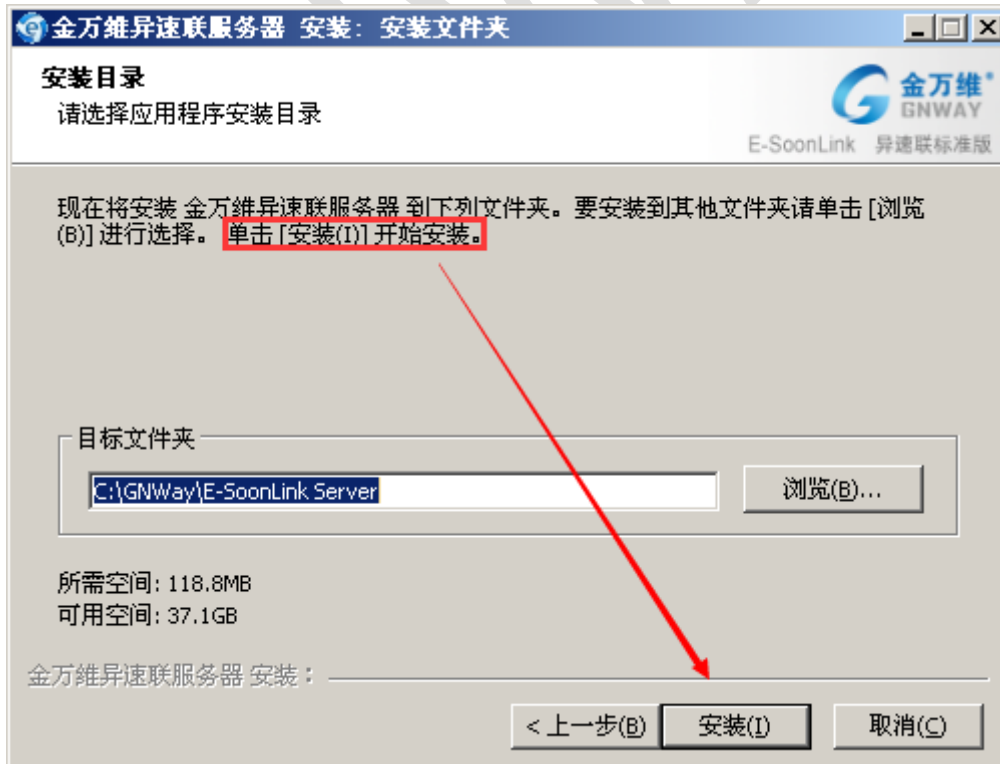 金万维异速联服务器 安装: 安装文件夹
安装目录
请选择应用程序安装目录
金万维
GNWAY
E-SoonLink 异速联标准版
现在将安装 金万维异速联服务器 到下列文件夹。要安装到其他文件夹请单击 [浏览
(B)] 进行选择。 单击 [安装(I)] 开始安装。
目标文件夹
C:\GNWay\E-SoonLink Server
浏览(B)...
所需空间: 118.8MB
可用空间: 37.1GB
金万维异速联服务器 安装:
< 上一步(B) 安装(I) 取消(C)